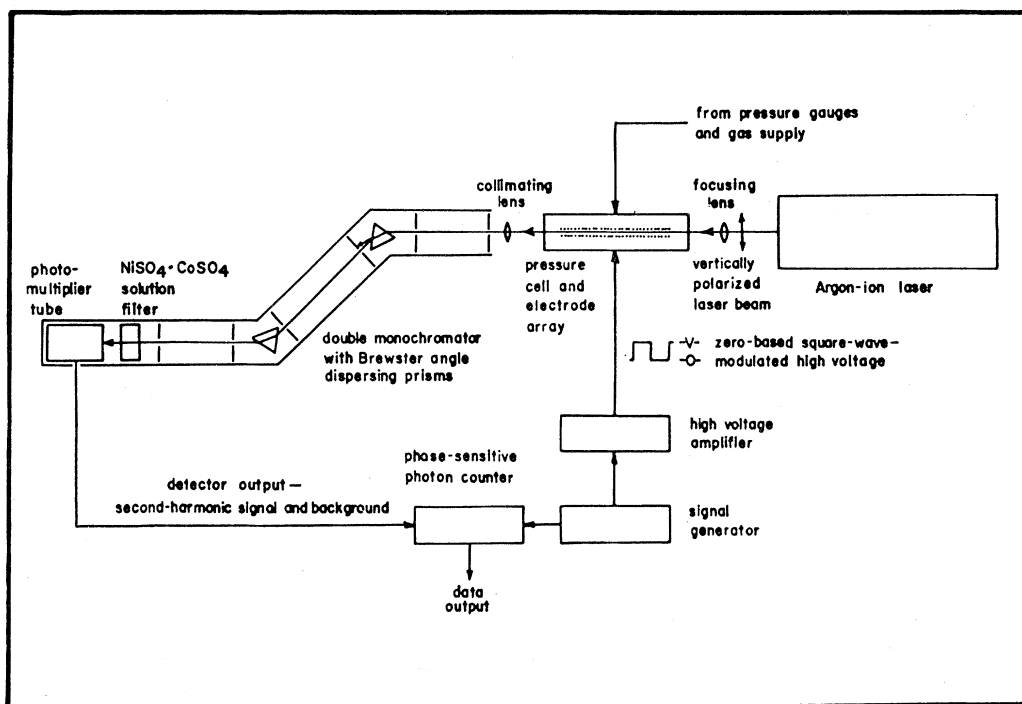 from pressure gauges
and gas supply
collimating
lens
focusing
lens
photo-
multiplier
tube
NiSO4·CoSO4
solution
filter
pressure
cell and
electrode
array
vertically
polarized
laser beam
Argon-ion laser
double monochromator
with Brewster angle
dispersing prisms
-V- zero-based square-wave-
-O- modulated high voltage
high voltage
amplifier
phase-sensitive
photon counter
detector output—
second-harmonic signal and background
signal
generator
data
output